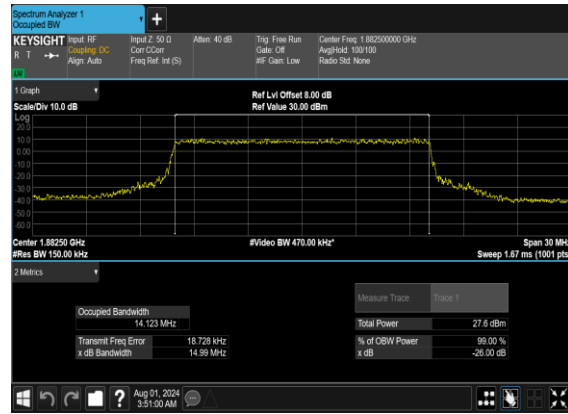 Spectrum Analyzer 1
Occupied BW
+
KEYSIGHT Input: RF Input Z: 50 Ω Atten: 40 dB Trig: Free Run Center Freq: 1.882500000 GHz
R T Coupling: DC Corr CCorr Gate: Off Avg|Hold: 100/100
Align: Auto Freq Ref: Int (S) #IF Gain: Low Radio Std: None
1 Graph
Ref Lvl Offset 8.00 dB
Scale/Div 10.0 dB Ref Value 30.00 dBm
Log
20.0
10.0
0.00
-10.0
-20.0
-30.0
-40.0
-50.0
-60.0
Center 1.88250 GHz #Video BW 470.00 kHz* Span 30 MHz
#Res BW 150.00 kHz Sweep 1.67 ms (1001 pts
2 Metrics
Measure Trace Trace 1
Occupied Bandwidth
14.123 MHz Total Power 27.6 dBm
Transmit Freq Error 18.728 kHz % of OBW Power 99.00 %
x dB Bandwidth 14.99 MHz x dB -26.00 dB
?
Aug 01, 2024
3:51:00 AM